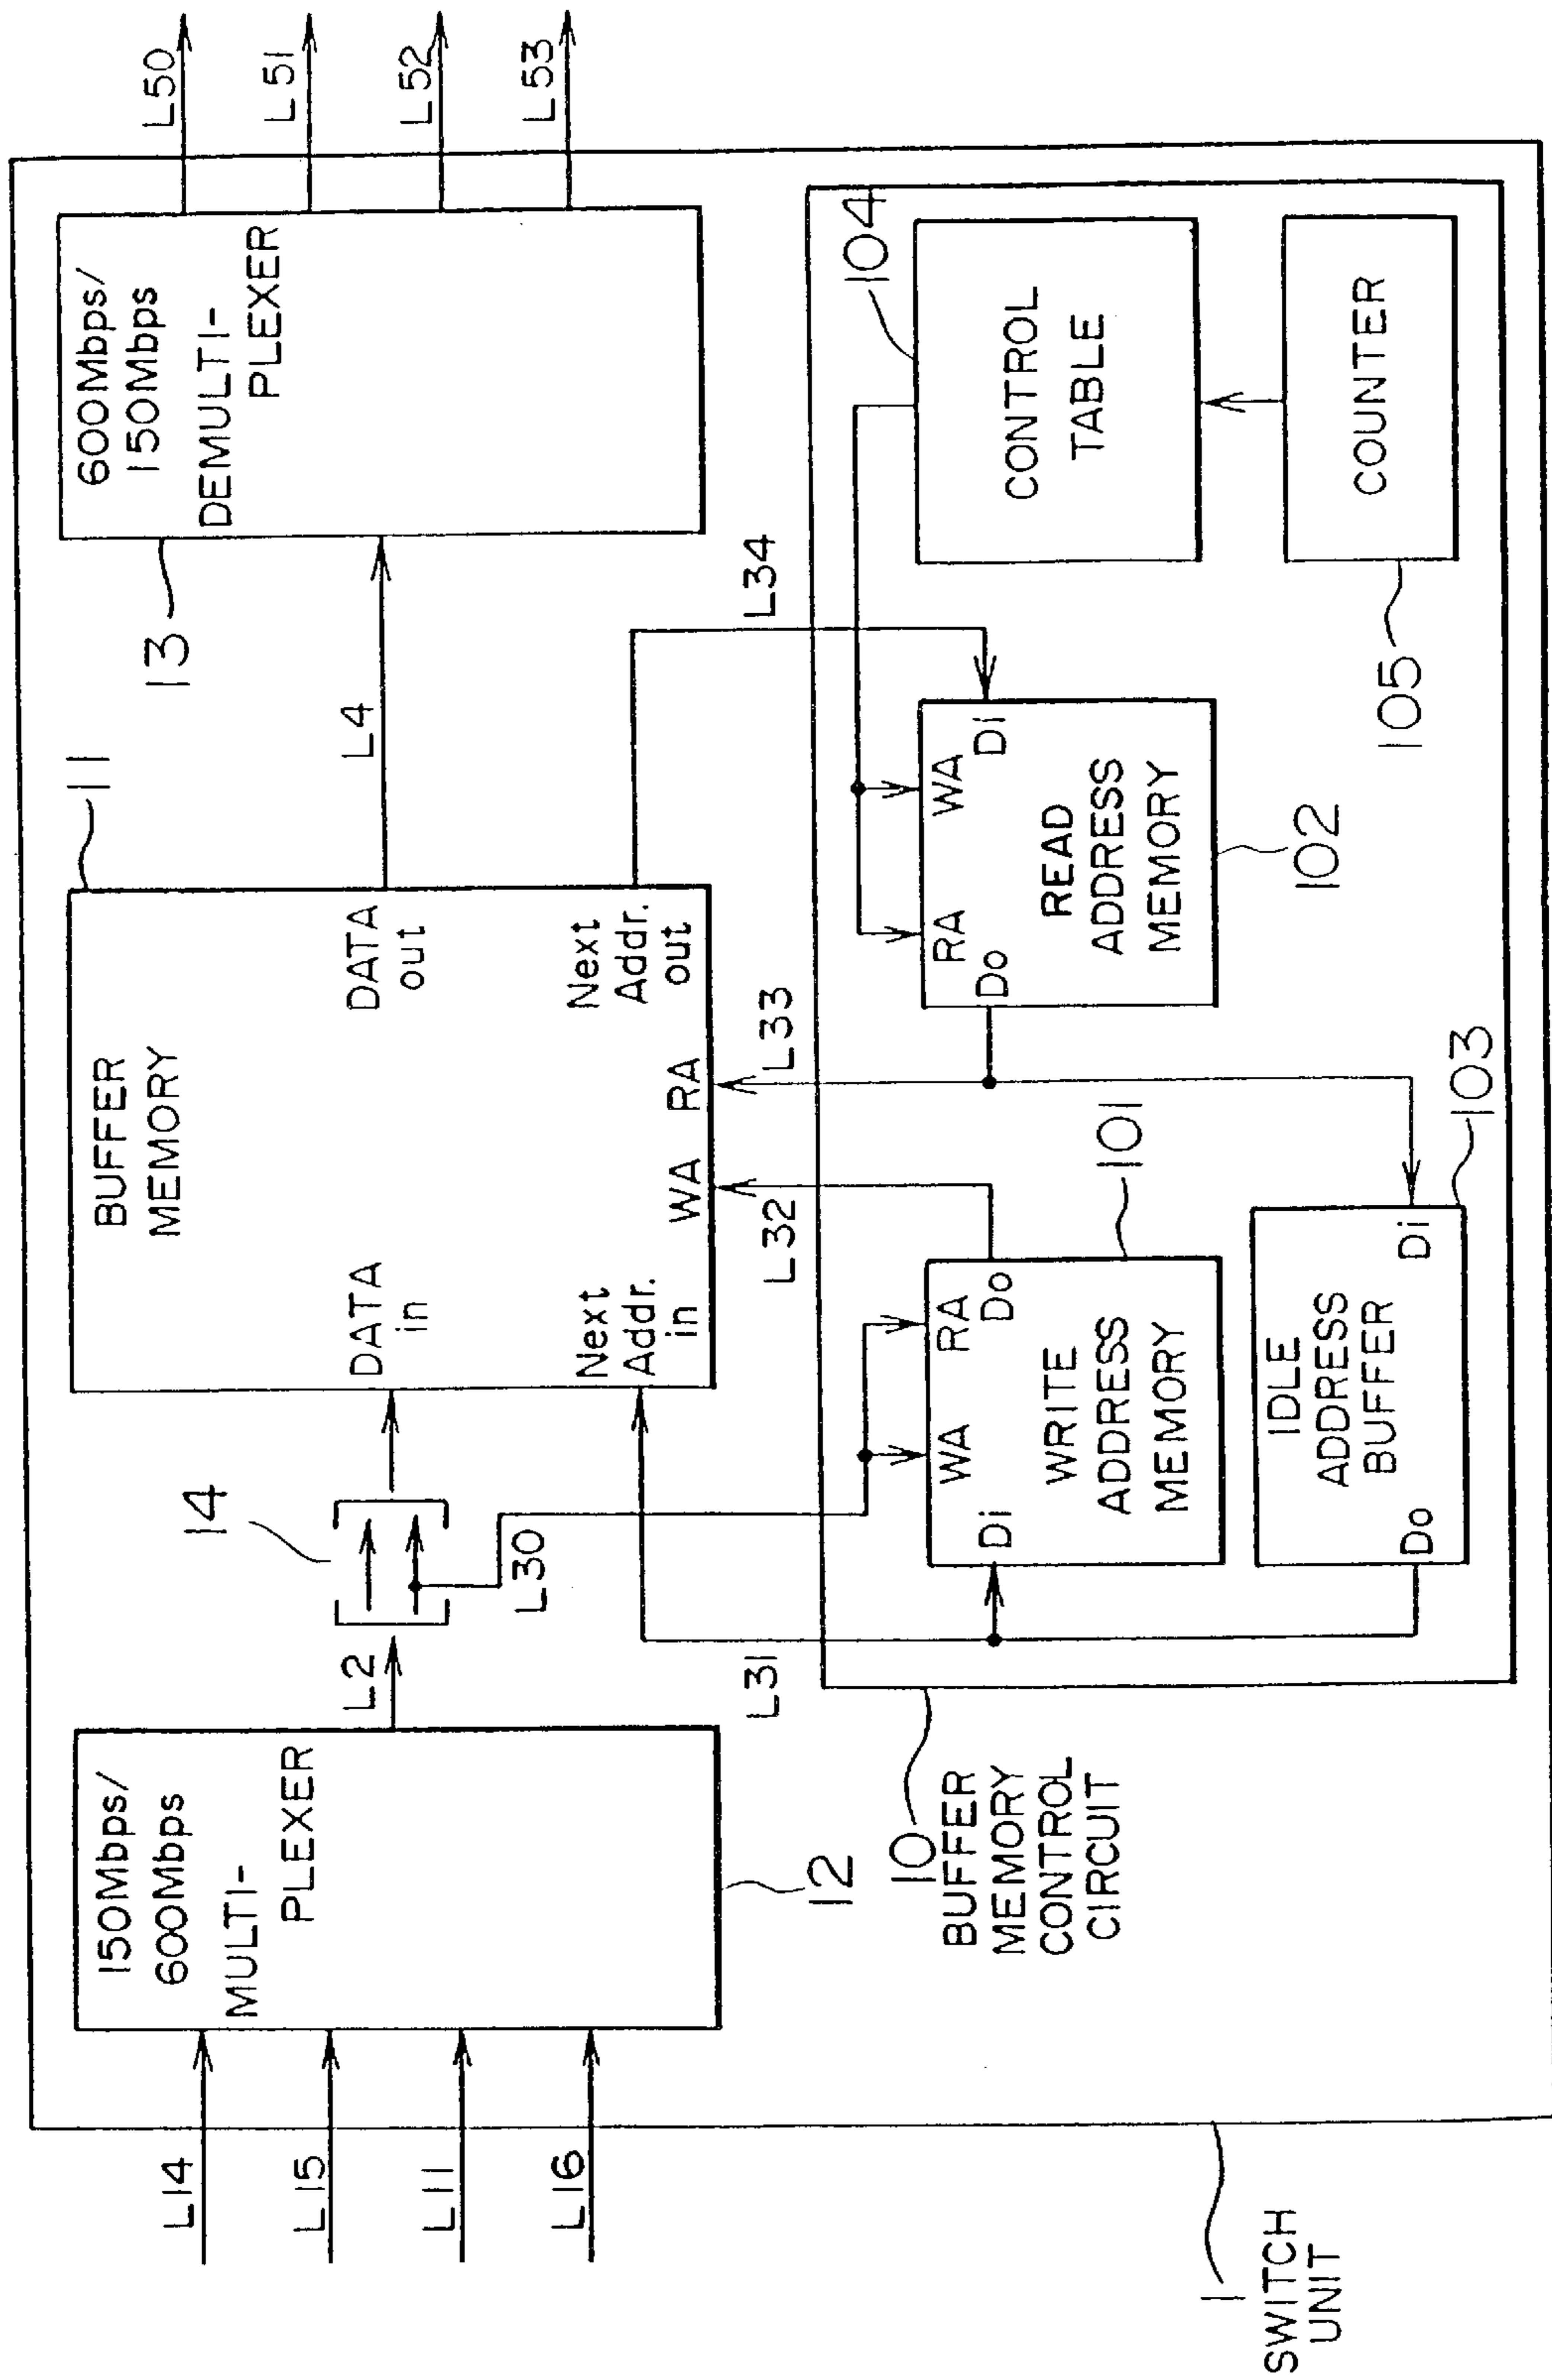 L14
L15
L11
L16
150Mbps/
600Mbps
MULTI-
PLEXER
12
L2
14
L30
L31
BUFFER
MEMORY
11
DATA
in
DATA
out
Next
Addr.
in
WA
RA
Next
Addr.
out
L32
L33
L4
L34
600Mbps/
150Mbps
DEMULTI-
PLEXER
13
L50
L51
L52
L53
10
BUFFER
MEMORY
CONTROL
CIRCUIT
WA
RA
Di
Do
WRITE
ADDRESS
MEMORY
101
IDLE
ADDRESS
BUFFER
Do
Di
103
RA
WA
Do
Di
READ
ADDRESS
MEMORY
102
CONTROL
TABLE
104
COUNTER
105
1
SWITCH
UNIT